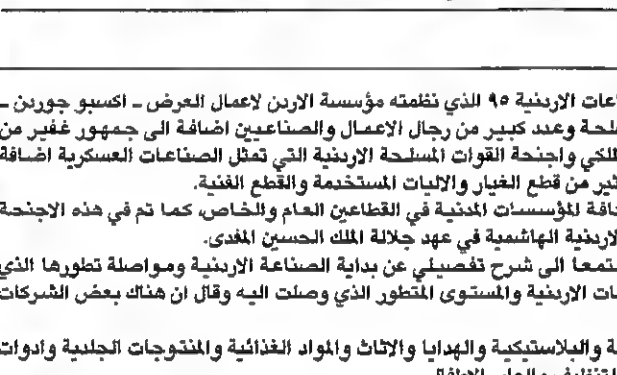 اعات الاردنية ٩٥ الذي نظمته مؤسسة الاردن لاعمال العرض ـ اكسبو جوردن ـ
لحة وعدد كبير من رجال الاعمال والصناعيين اضافة الى جمهور غفير من
للكي واجنحة القوات المسلحة الاردنية التي تمثل الصناعات العسكرية اضافة
ثير من قطع الغيار والاليات المستخدمة والقطع الفنية.
افة المؤسسات المدنية في القطاعين العام والخاص، كما تم في هذه الاجنحة
لاردنية الهاشمية في عهد جلالة الملك الحسين المفدى.
ستمعا الى شرح تفصيلي عن بداية الصناعة الاردنية ومواصلة تطورها الذي
ات الاردنية والمستوى المتطور الذي وصلت اليه وقال ان هناك بعض الشركات
ة والبلاستيكية والهدايا والاثاث والمواد الغذائية والمنتوجات الجلدية وادوات